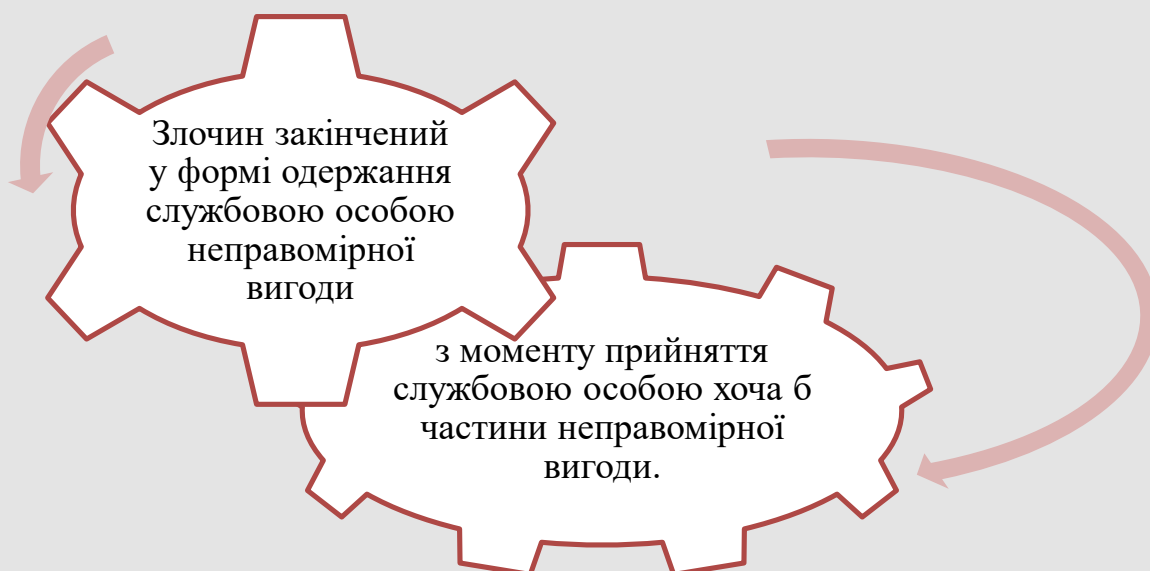 Злочин закінчений
у формі одержання
службовою особою
неправомірної
вигоди
з моменту прийняття
службовою особою хоча б
частини неправомірної
вигоди.